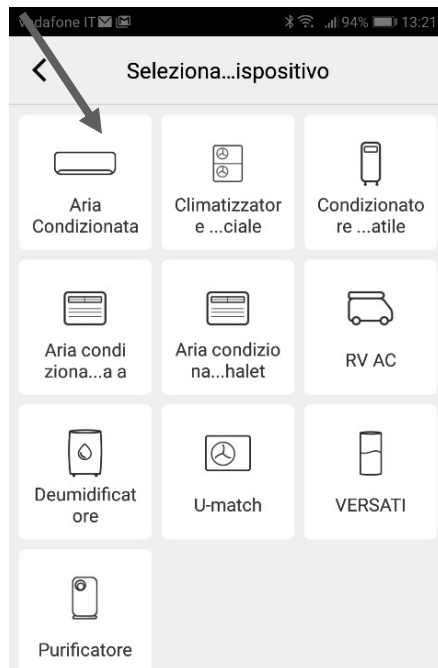 vodafone IT 94% 13:21
Seleziona...ispositivo
Aria
Condizionata
Climatizzator
e ...ciale
Condizionato
re ...atile
Aria condi
ziona...a a
Aria condizio
na...halet
RV AC
Deumidificat
ore
U-match
VERSATI
Purificatore